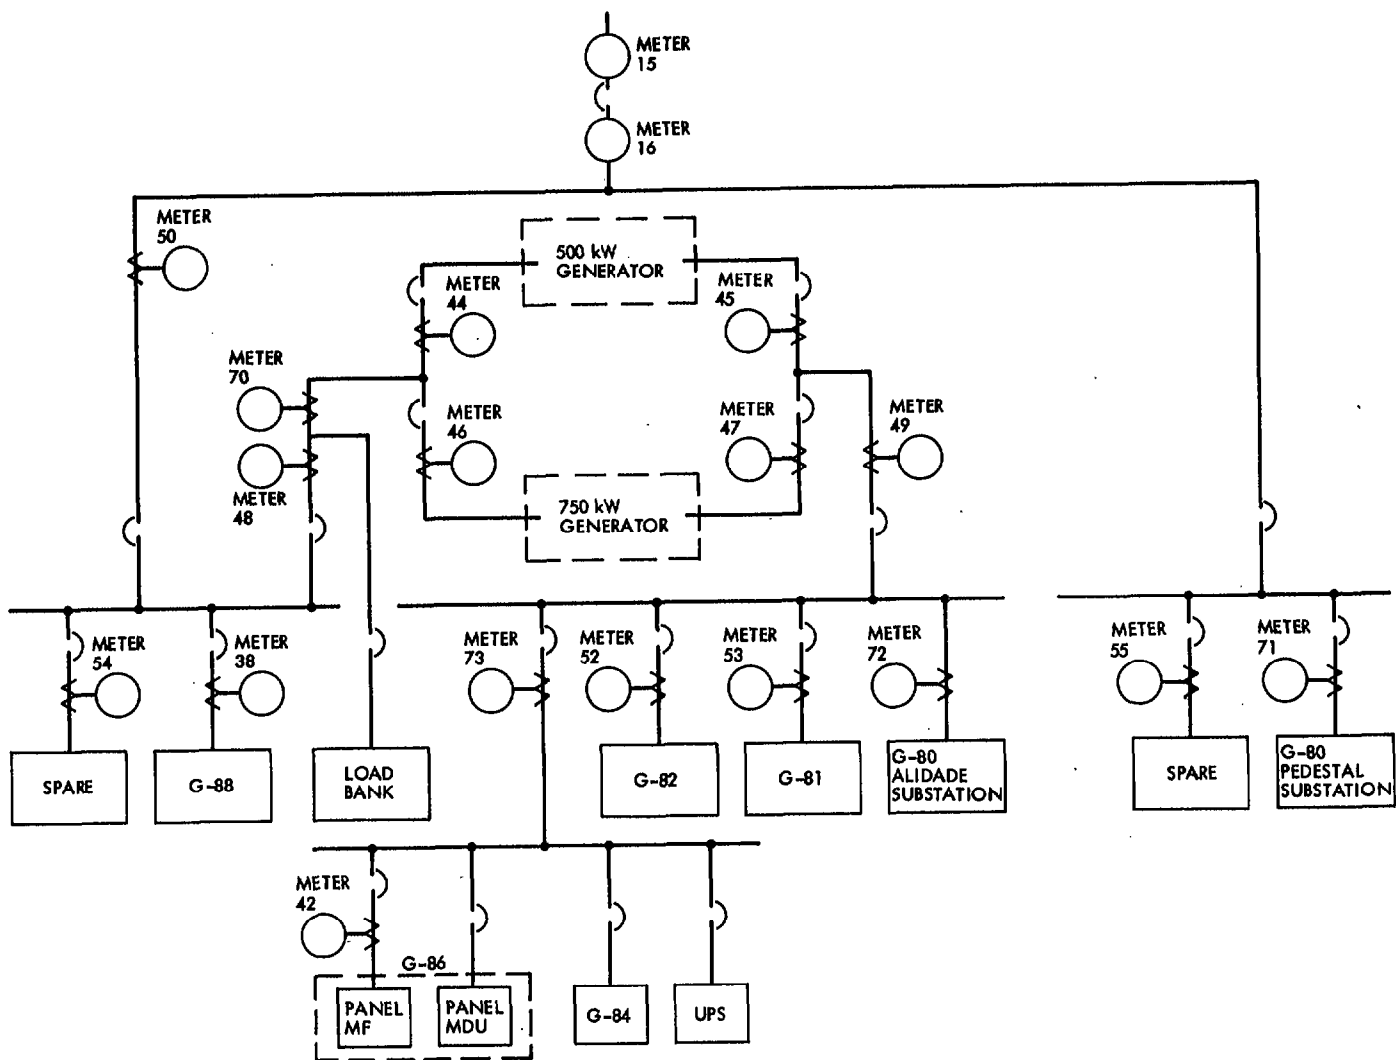 METER
15
METER
16
METER
50
500 kW
GENERATOR
METER
44
METER
45
METER
70
METER
46
METER
47
METER
49
METER
48
750 kW
GENERATOR
METER
54
METER
38
METER
73
METER
52
METER
53
METER
72
METER
55
METER
71
SPARE
G-88
LOAD
BANK
G-82
G-81
G-80
ALIDADE
SUBSTATION
SPARE
G-80
PEDESTAL
SUBSTATION
METER
42
G-86
PANEL
MF
PANEL
MDU
G-84
UPS